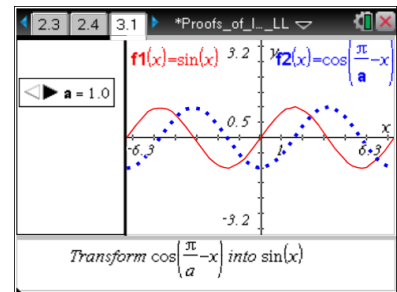 2.3 2.4 3.1 *Proofs_of_I..._LL
f1(x)=sin(x) 3.2 y f2(x)=cos(π/a-x)
a = 1.0
0.5 x
-6.3 1 6.3
-3.2
Transform cos(π/a-x) into sin(x)